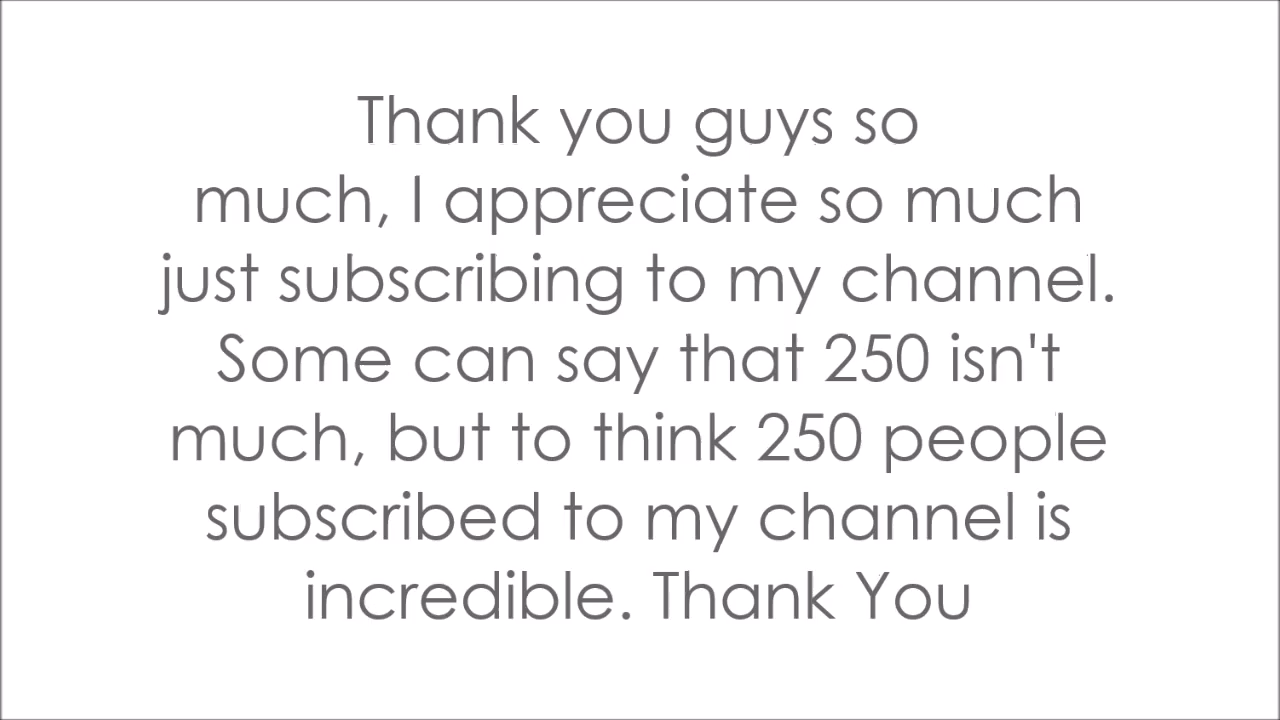 Thank you guys so
much, I appreciate so much
just subscribing to my channel.
Some can say that 250 isn't
much, but to think 250 people
subscribed to my channel is
incredible. Thank You